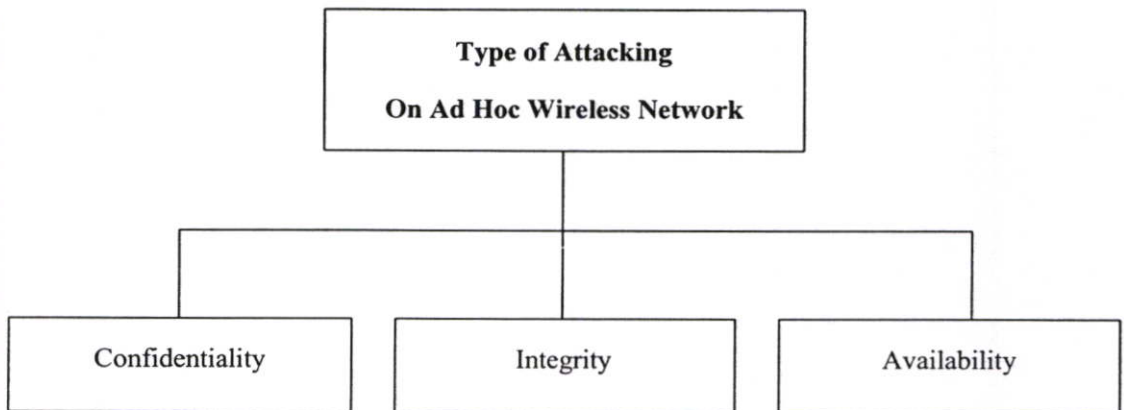 Type of Attacking
On Ad Hoc Wireless Network
Confidentiality
Integrity
Availability